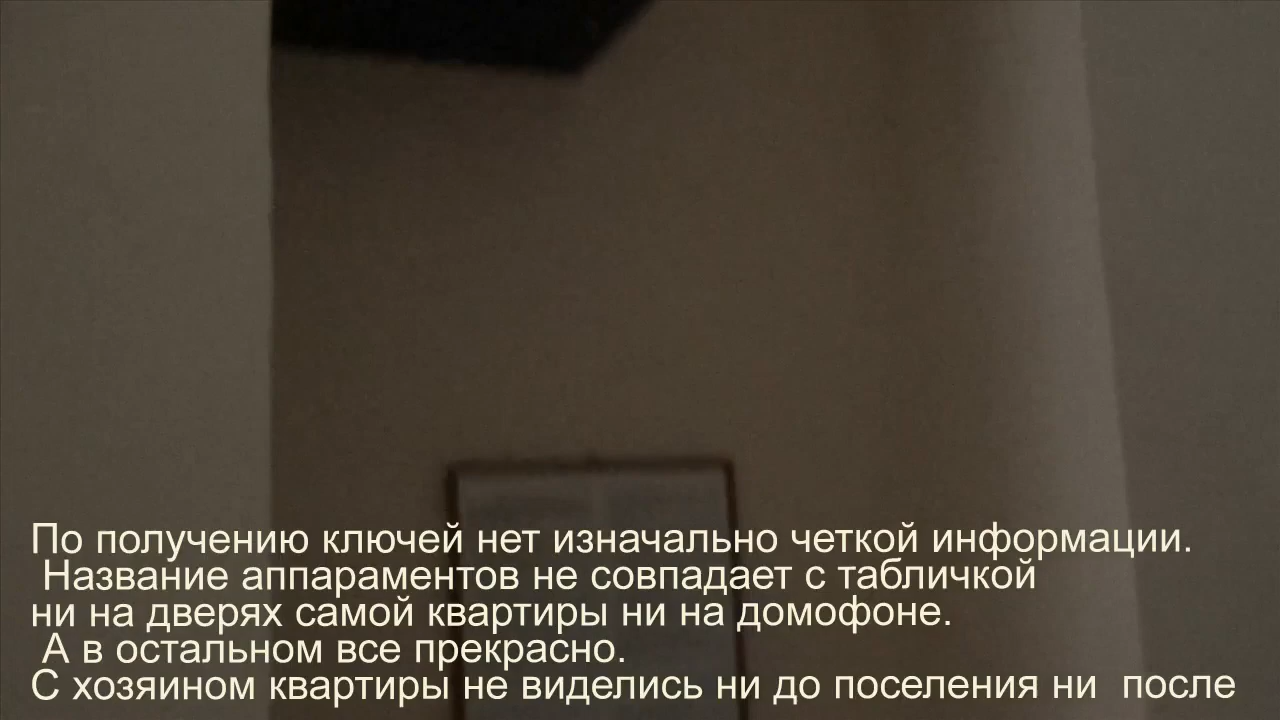 По получению ключей нет изначально четкой информации.
Название аппараментов не совпадает с табличкой
ни на дверях самой квартиры ни на домофоне.
А в остальном все прекрасно.
С хозяином квартиры не виделись ни до поселения ни после